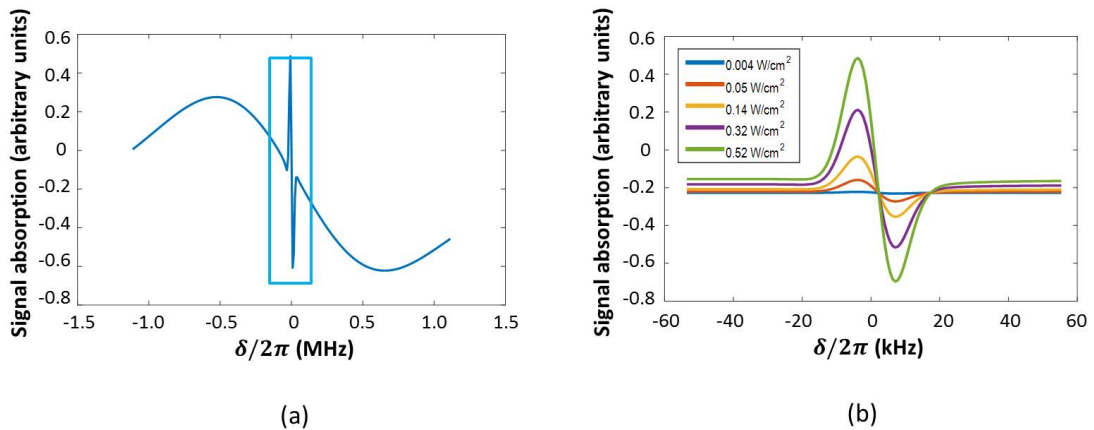 Signal absorption (arbitrary units)
0.6
0.4
0.2
0
-0.2
-0.4
-0.6
-0.8
-1.5
-1.0
-0.5
0
0.5
1.0
1.5
δ/2π (MHz)
(a)
Signal absorption (arbitrary units)
0.6
0.4
0.2
0
-0.2
-0.4
-0.6
-0.8
0.004 W/cm²
0.05 W/cm²
0.14 W/cm²
0.32 W/cm²
0.52 W/cm²
-60
-40
-20
0
20
40
60
δ/2π (kHz)
(b)